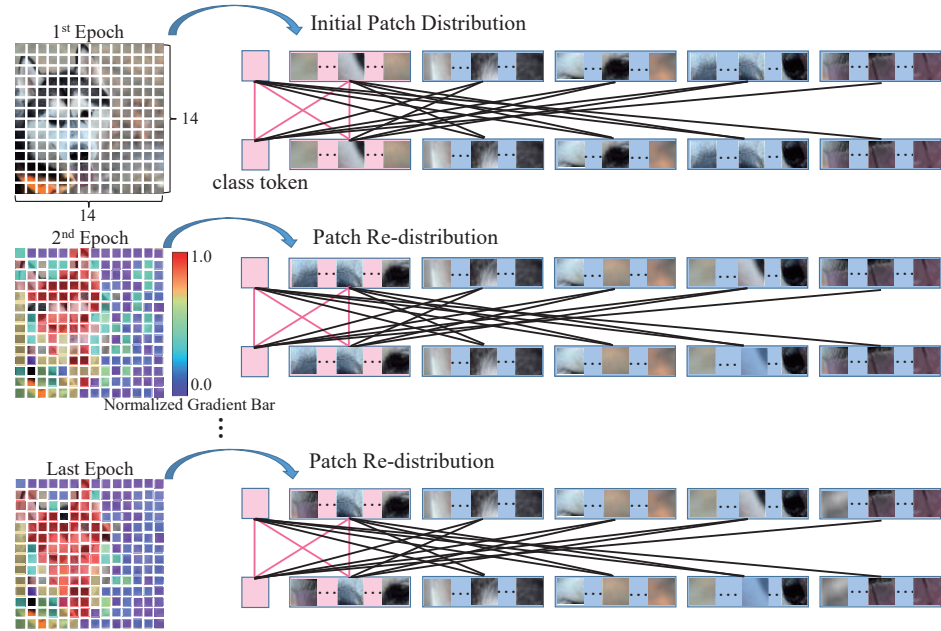 1st Epoch
Initial Patch Distribution
14
class token
14
2nd Epoch
Patch Re-distribution
1.0
0.0
Normalized Gradient Bar
Last Epoch
Patch Re-distribution